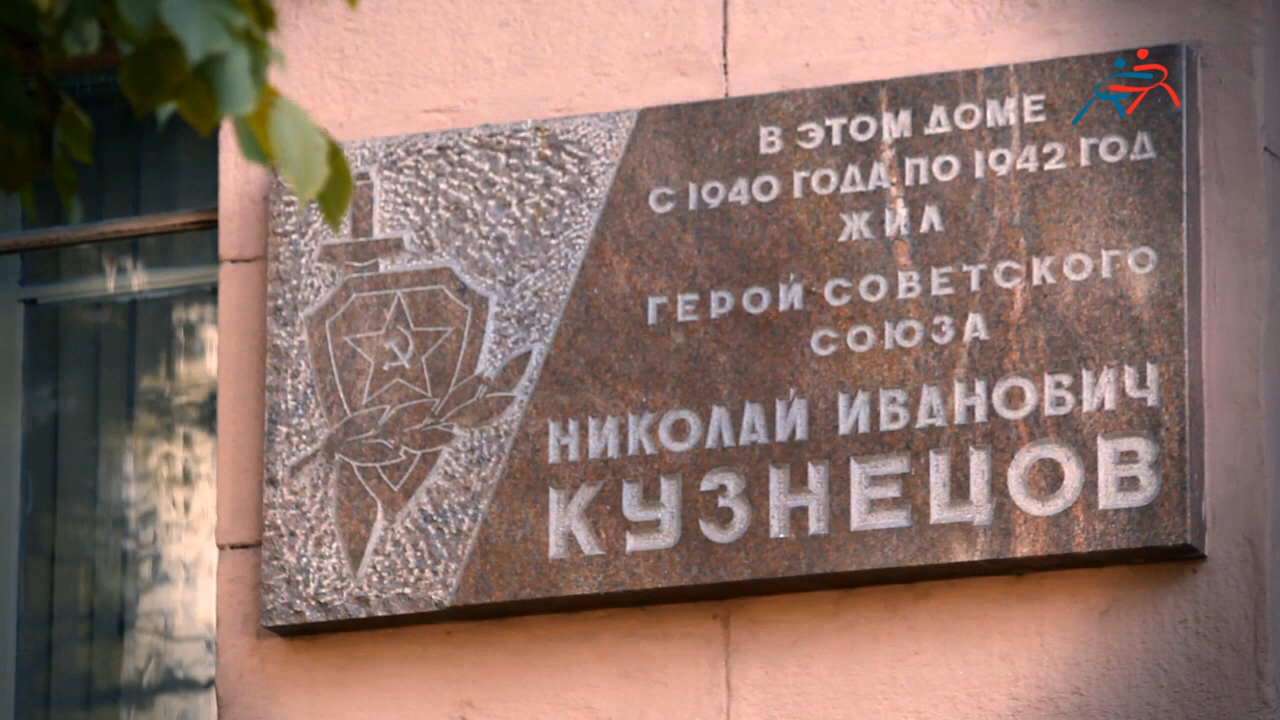 В ЭТОМ ДОМЕ
С 1940 ГОДА ПО 1942 ГОД
ЖИЛ
ГЕРОЙ СОВЕТСКОГО
СОЮЗА
НИКОЛАЙ ИВАНОВИЧ
КУЗНЕЦОВ